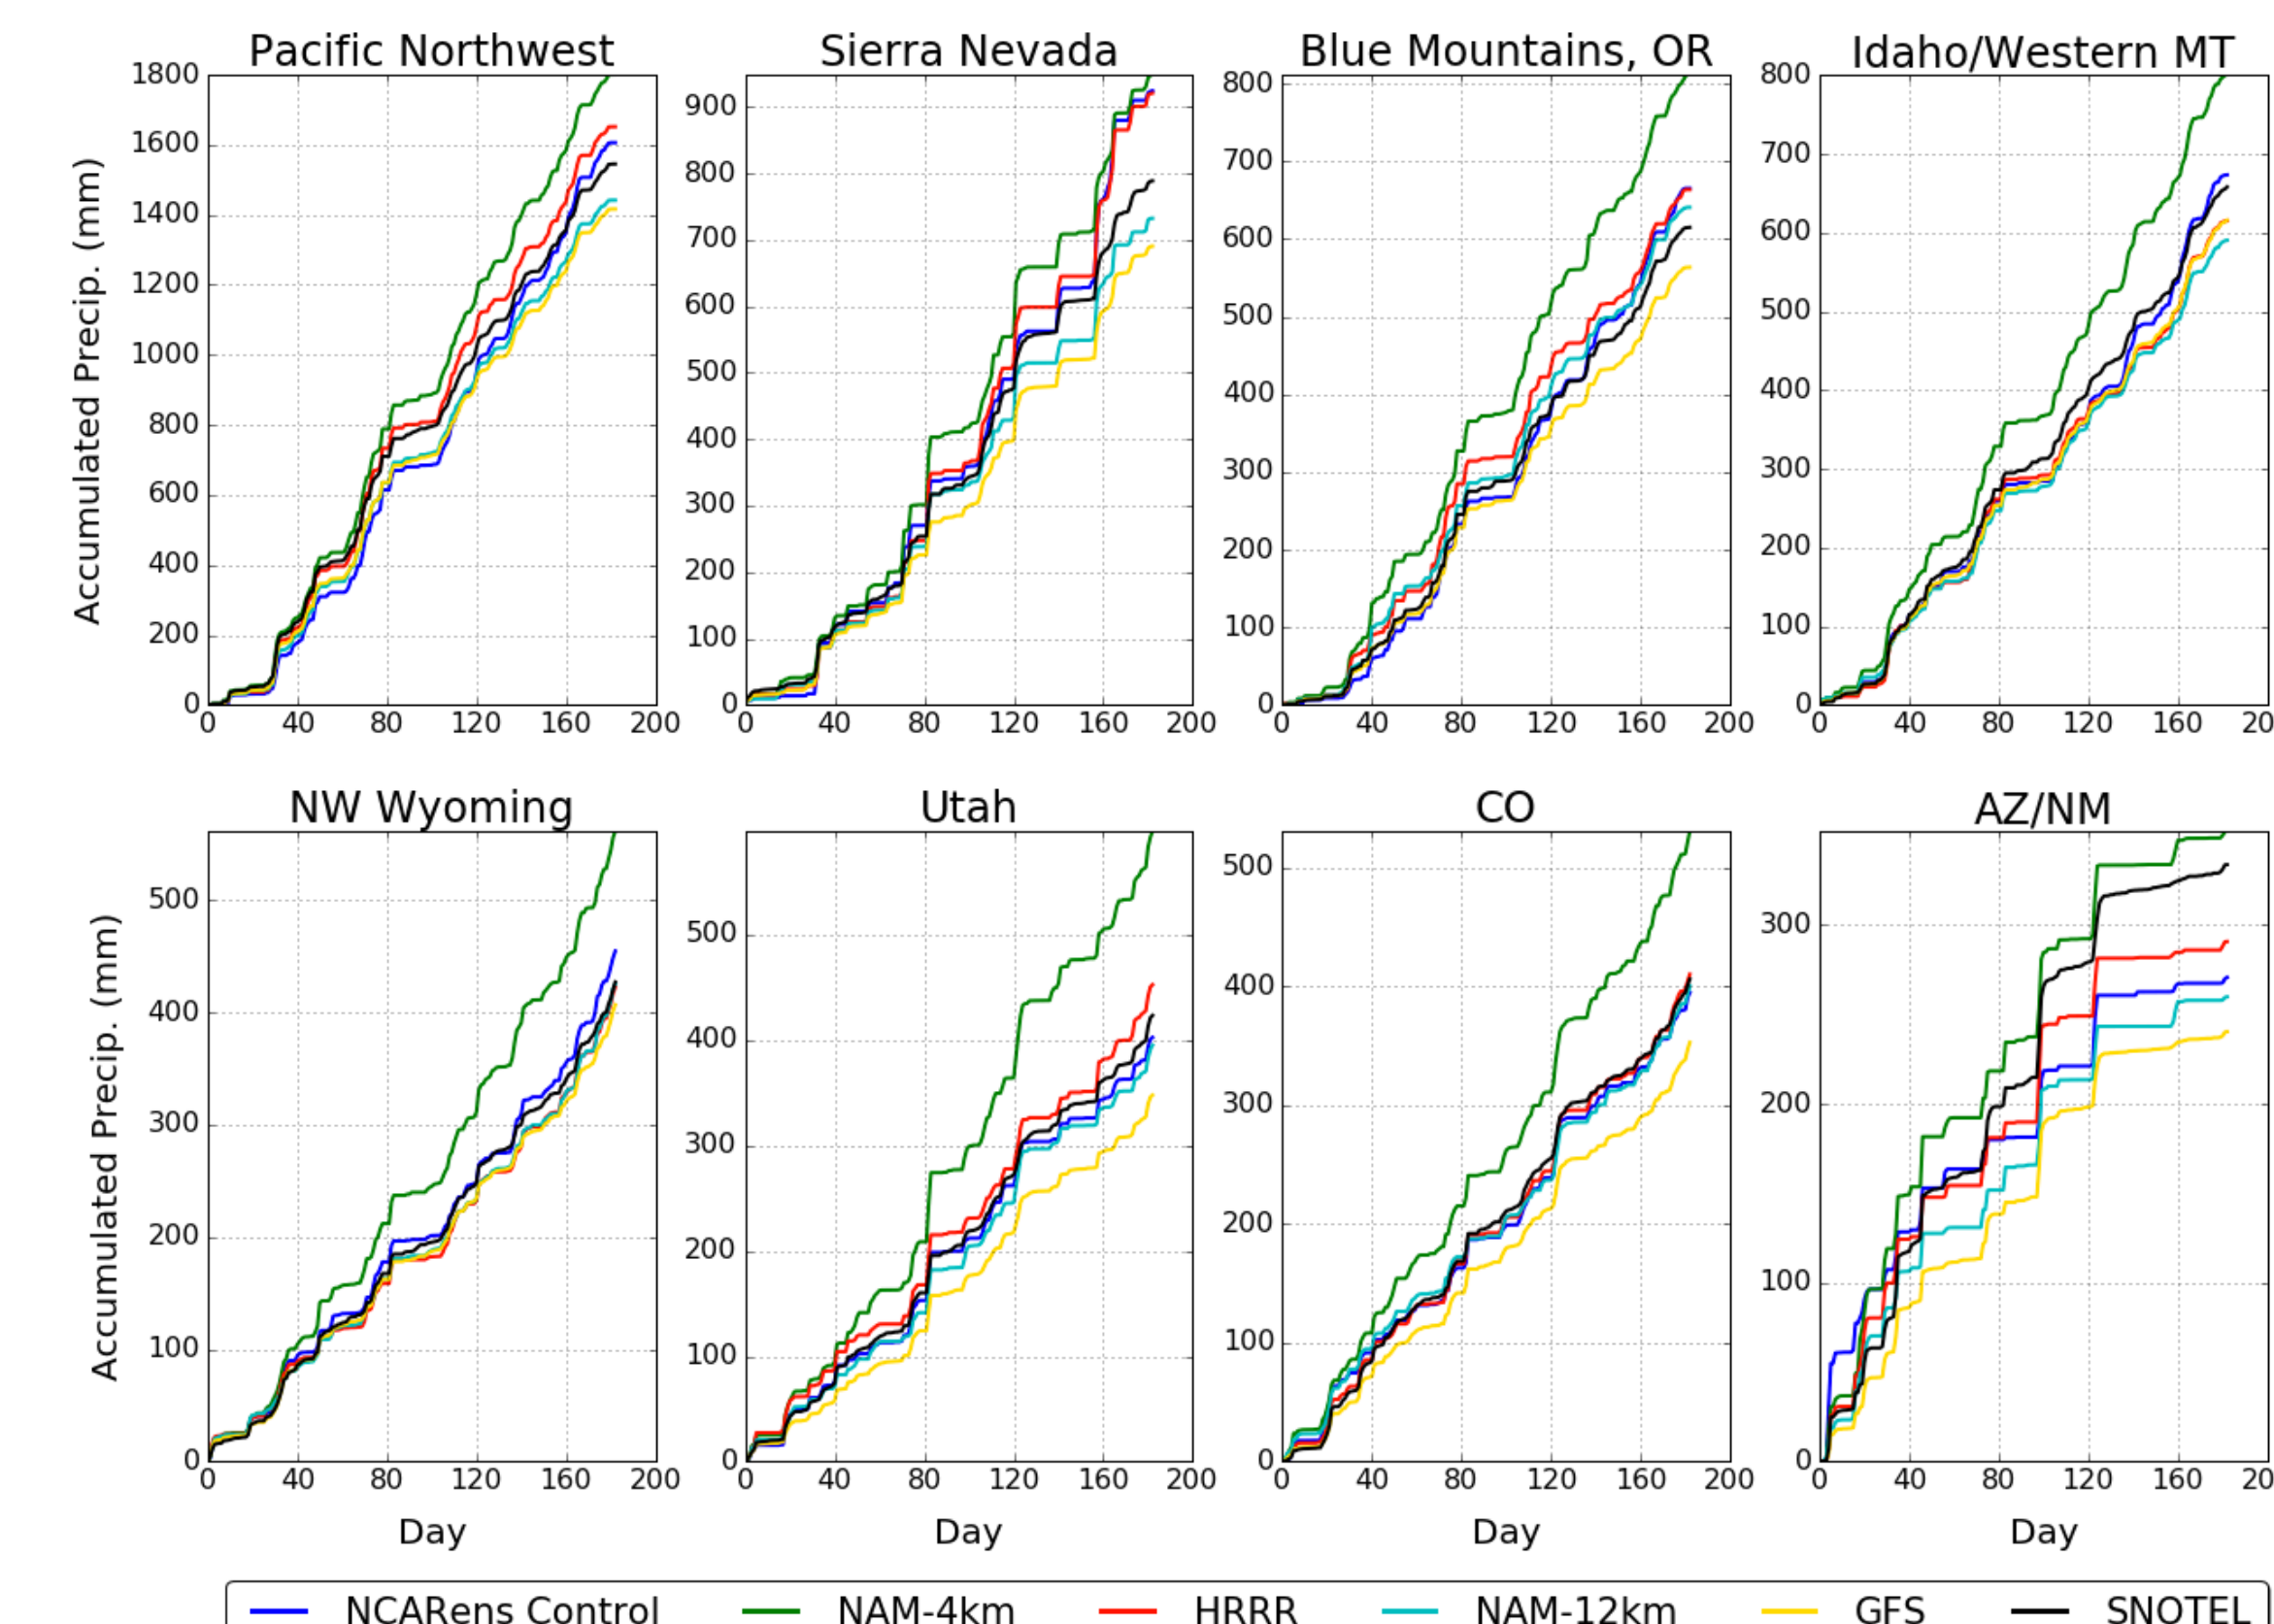 Pacific Northwest
Accumulated Precip. (mm)
1800
1600
1400
1200
1000
800
600
400
200
0
0 40 80 120 160 200
Sierra Nevada
900
800
700
600
500
400
300
200
100
0
0 40 80 120 160 200
Blue Mountains, OR
800
700
600
500
400
300
200
100
0
0 40 80 120 160 200
Idaho/Western MT
800
700
600
500
400
300
200
100
0
0 40 80 120 160 20
NW Wyoming
Accumulated Precip. (mm)
500
400
300
200
100
0
0 40 80 120 160 200
Day
Utah
500
400
300
200
100
0
0 40 80 120 160 200
Day
CO
500
400
300
200
100
0
0 40 80 120 160 200
Day
AZ/NM
300
200
100
0
0 40 80 120 160 20
Day
NCARens Control NAM-4km HRRR NAM-12km GFS SNOTEL